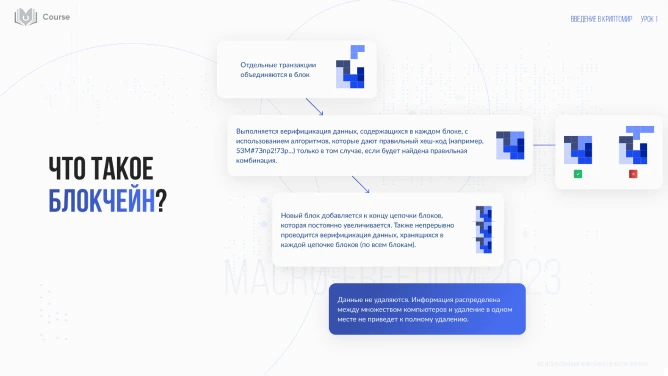 Course
ВВЕДЕНИЕ В КРИПТОМИР УРОК 1
Отдельные транзакции
объединяются в блок
Выполняется верифицикация данных, содержащихся в каждом блоке, с
использованием алгоритмов, которые дают правильный хеш-код (например,
53М#73пр2!73р...) только в том случае, если будет найдена правильная
комбинация.
ЧТО ТАКОЕ
БЛОКЧЕЙН?
Новый блок добавляется к концу цепочки блоков,
которая постоянно увеличивается. Также непрерывно
проводится верифицикация данных, хранящихся в
каждой цепочке блоков (по всем блокам).
MACRO FREEDOM 2023
Данные не удаляются. Информация распределена
между множеством компьютеров и удаление в одном
месте не приведет к полному удалению.